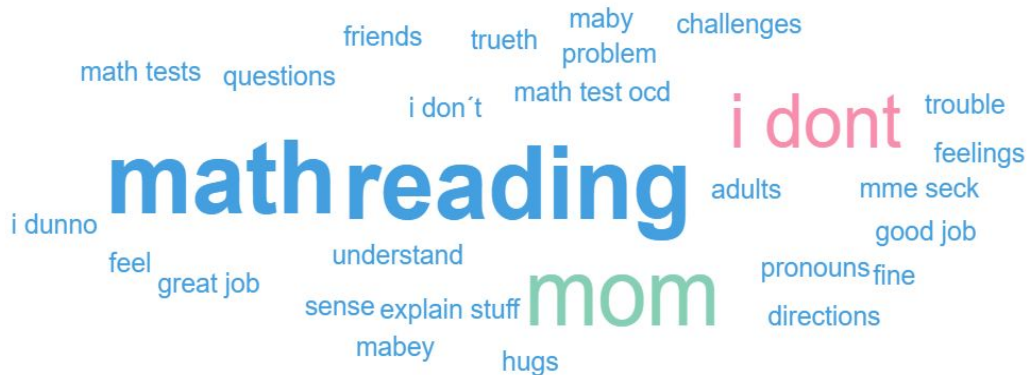 maby
friends
trueth
challenges
problem
math tests
questions
math test ocd
i don´t
i dont
trouble
math
reading
feelings
adults
mme seck
i dunno
good job
understand
feel
pronouns
fine
great job
mom
sense
explain stuff
directions
mabey
hugs